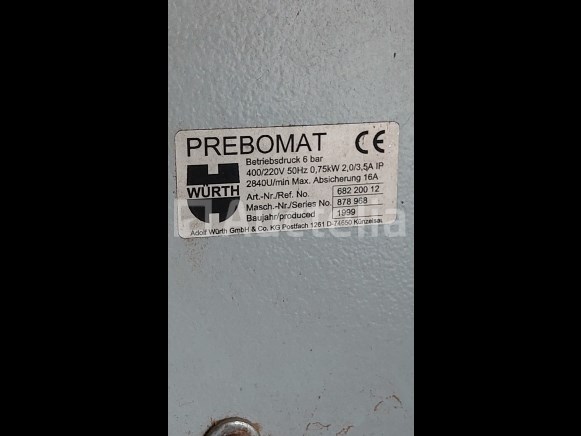 PREBOMAT CE
Betriebsdruck 6 bar
400/220V 50Hz 0,75kW 2,0/3,5A IP
2840U/min Max. Absicherung 16A
WÜRTH
Art.-Nr./Ref. No. 682 200 12
Masch.-Nr./Series No. 878 968
Baujahr/produced 1999
Adolf Würth GmbH & Co. KG Postfach 1261 D-74650 Künzelsau
Auctelia